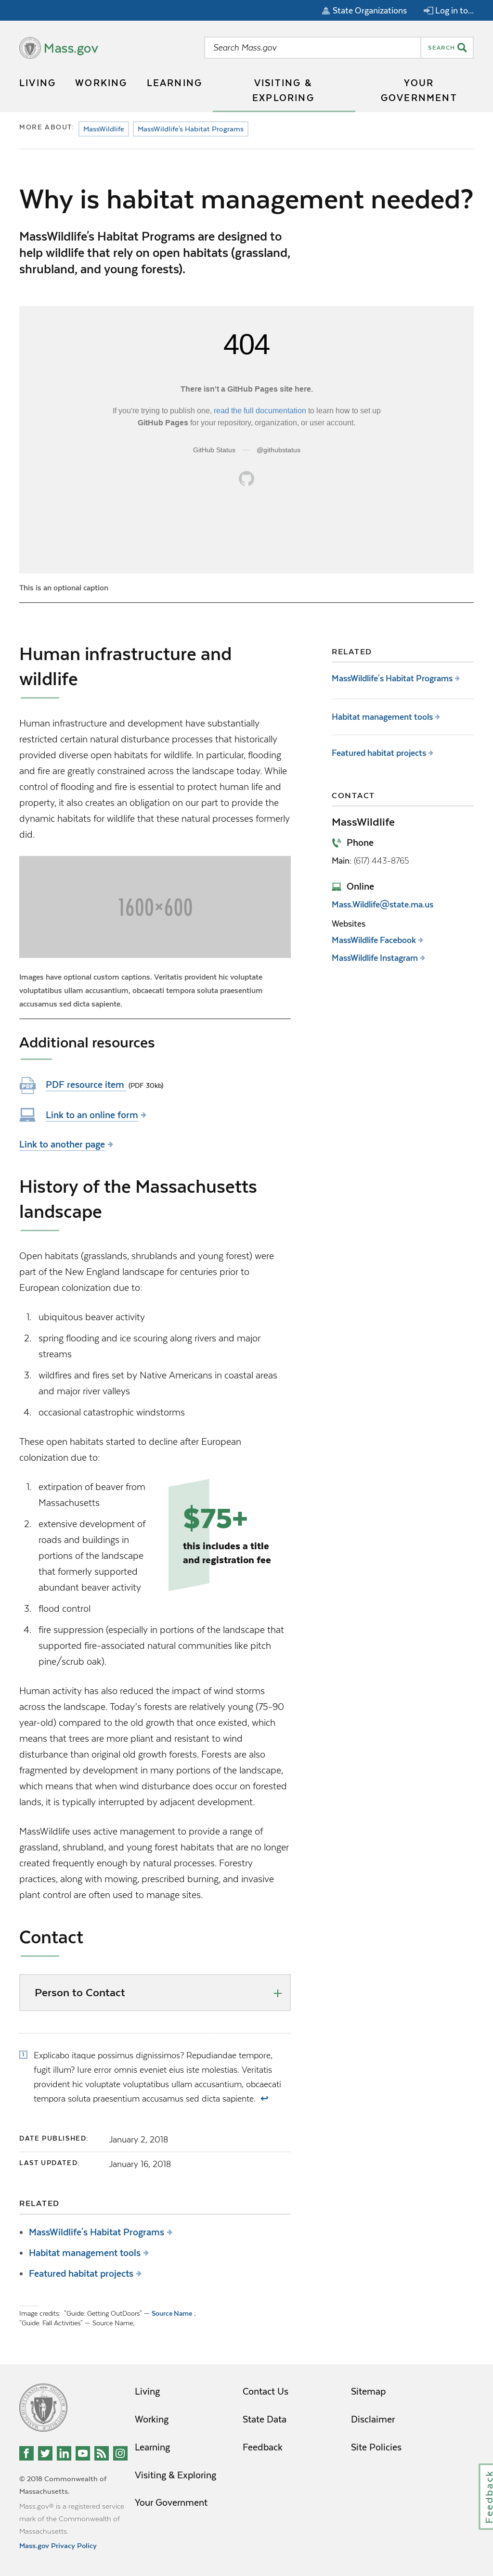 State Organizations
Log in to...
Mass.gov
Search Mass.gov
SEARCH
LIVING
WORKING
LEARNING
VISITING &
EXPLORING
YOUR
GOVERNMENT
MORE ABOUT:
MassWildlife
MassWildlife's Habitat Programs
Why is habitat management needed?
MassWildlife's Habitat Programs are designed to
help wildlife that rely on open habitats (grassland,
shrubland, and young forests).
404
There isn't a GitHub Pages site here.
If you're trying to publish one, read the full documentation to learn how to set up
GitHub Pages for your repository, organization, or user account.
GitHub Status — @githubstatus
This is an optional caption
Human infrastructure and
wildlife
Human infrastructure and development have substantially
restricted certain natural disturbance processes that historically
provided diverse open habitats for wildlife. In particular, flooding
and fire are greatly constrained across the landscape today. While
control of flooding and fire is essential to protect human life and
property, it also creates an obligation on our part to provide the
dynamic habitats for wildlife that these natural processes formerly
did.
1600×600
Images have optional custom captions. Veritatis provident hic voluptate
voluptatibus ullam accusantium, obcaecati tempora soluta praesentium
accusamus sed dicta sapiente.
Additional resources
PDF
PDF resource item (PDF 30kb)
Link to an online form
Link to another page
History of the Massachusetts
landscape
Open habitats (grasslands, shrublands and young forest) were
part of the New England landscape for centuries prior to
European colonization due to:
1. ubiquitous beaver activity
2. spring flooding and ice scouring along rivers and major
streams
3. wildfires and fires set by Native Americans in coastal areas
and major river valleys
4. occasional catastrophic windstorms
These open habitats started to decline after European
colonization due to:
1. extirpation of beaver from
Massachusetts
2. extensive development of
roads and buildings in
portions of the landscape
that formerly supported
abundant beaver activity
3. flood control
4. fire suppression (especially in portions of the landscape that
supported fire-associated natural communities like pitch
pine/scrub oak).
$75+
this includes a title
and registration fee
Human activity has also reduced the impact of wind storms
across the landscape. Today's forests are relatively young (75-90
year-old) compared to the old growth that once existed, which
means that trees are more pliant and resistant to wind
disturbance than original old growth forests. Forests are also
fragmented by development in many portions of the landscape,
which means that when wind disturbance does occur on forested
lands, it is typically interrupted by adjacent development.
MassWildlife uses active management to provide a range of
grassland, shrubland, and young forest habitats that are no longer
created frequently enough by natural processes. Forestry
practices, along with mowing, prescribed burning, and invasive
plant control are often used to manage sites.
Contact
Person to Contact
1 Explicabo itaque possimus dignissimos? Repudiandae tempore,
fugit illum? Iure error omnis eveniet eius iste molestias. Veritatis
provident hic voluptate voluptatibus ullam accusantium, obcaecati
tempora soluta praesentium accusamus sed dicta sapiente. ↩
DATE PUBLISHED: January 2, 2018
LAST UPDATED: January 16, 2018
RELATED
MassWildlife's Habitat Programs
Habitat management tools
Featured habitat projects
Image credits: "Guide: Getting OutDoors" — Source Name ,
"Guide: Fall Activities" — Source Name,
RELATED
MassWildlife's Habitat Programs
Habitat management tools
Featured habitat projects
CONTACT
MassWildlife
Phone
Main: (617) 443-8765
Online
Mass.Wildlife@state.ma.us
Websites
MassWildlife Facebook
MassWildlife Instagram
© 2018 Commonwealth of
Massachusetts.
Mass.gov® is a registered service
mark of the Commonwealth of
Massachusetts.
Mass.gov Privacy Policy
Living
Working
Learning
Visiting & Exploring
Your Government
Contact Us
State Data
Feedback
Sitemap
Disclaimer
Site Policies
Feedback